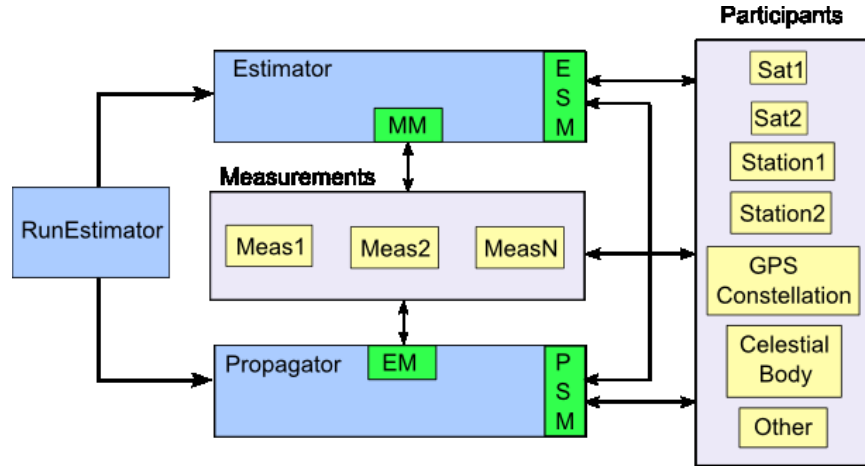 Participants
Estimator
E
S
M
MM
Sat1
Sat2
Station1
Station2
GPS
Constellation
Celestial
Body
Other
Measurements
RunEstimator
Meas1
Meas2
MeasN
Propagator
EM
P
S
M